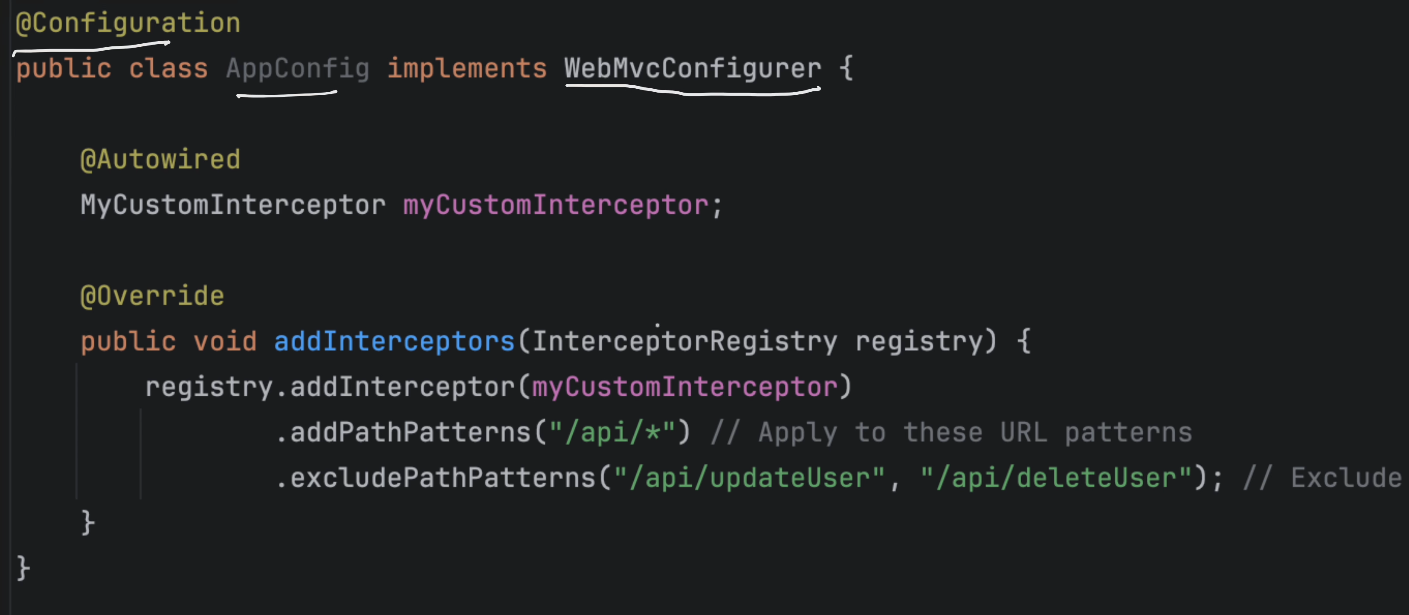 @Configuration
public class AppConfig implements WebMvcConfigurer {
@Autowired
MyCustomInterceptor myCustomInterceptor;
@Override
public void addInterceptors(InterceptorRegistry registry) {
registry.addInterceptor(myCustomInterceptor)
.addPathPatterns("/api/*") // Apply to these URL patterns
.excludePathPatterns("/api/updateUser", "/api/deleteUser"); // Exclude
}
}